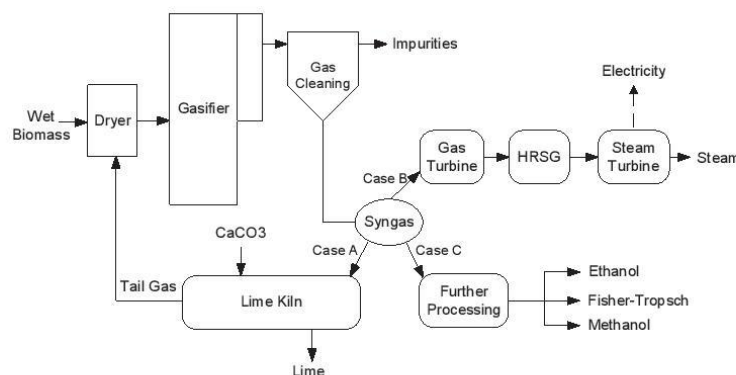 Impurities
Gas
Cleaning
Gasifier
Electricity
Wet
Biomass
Dryer
Gas
Turbine
HRSG
Steam
Turbine
Steam
Case B
Syngas
CaCO3
Case A
Case C
Tail Gas
Lime Kiln
Further
Processing
Ethanol
Fisher-Tropsch
Methanol
Lime